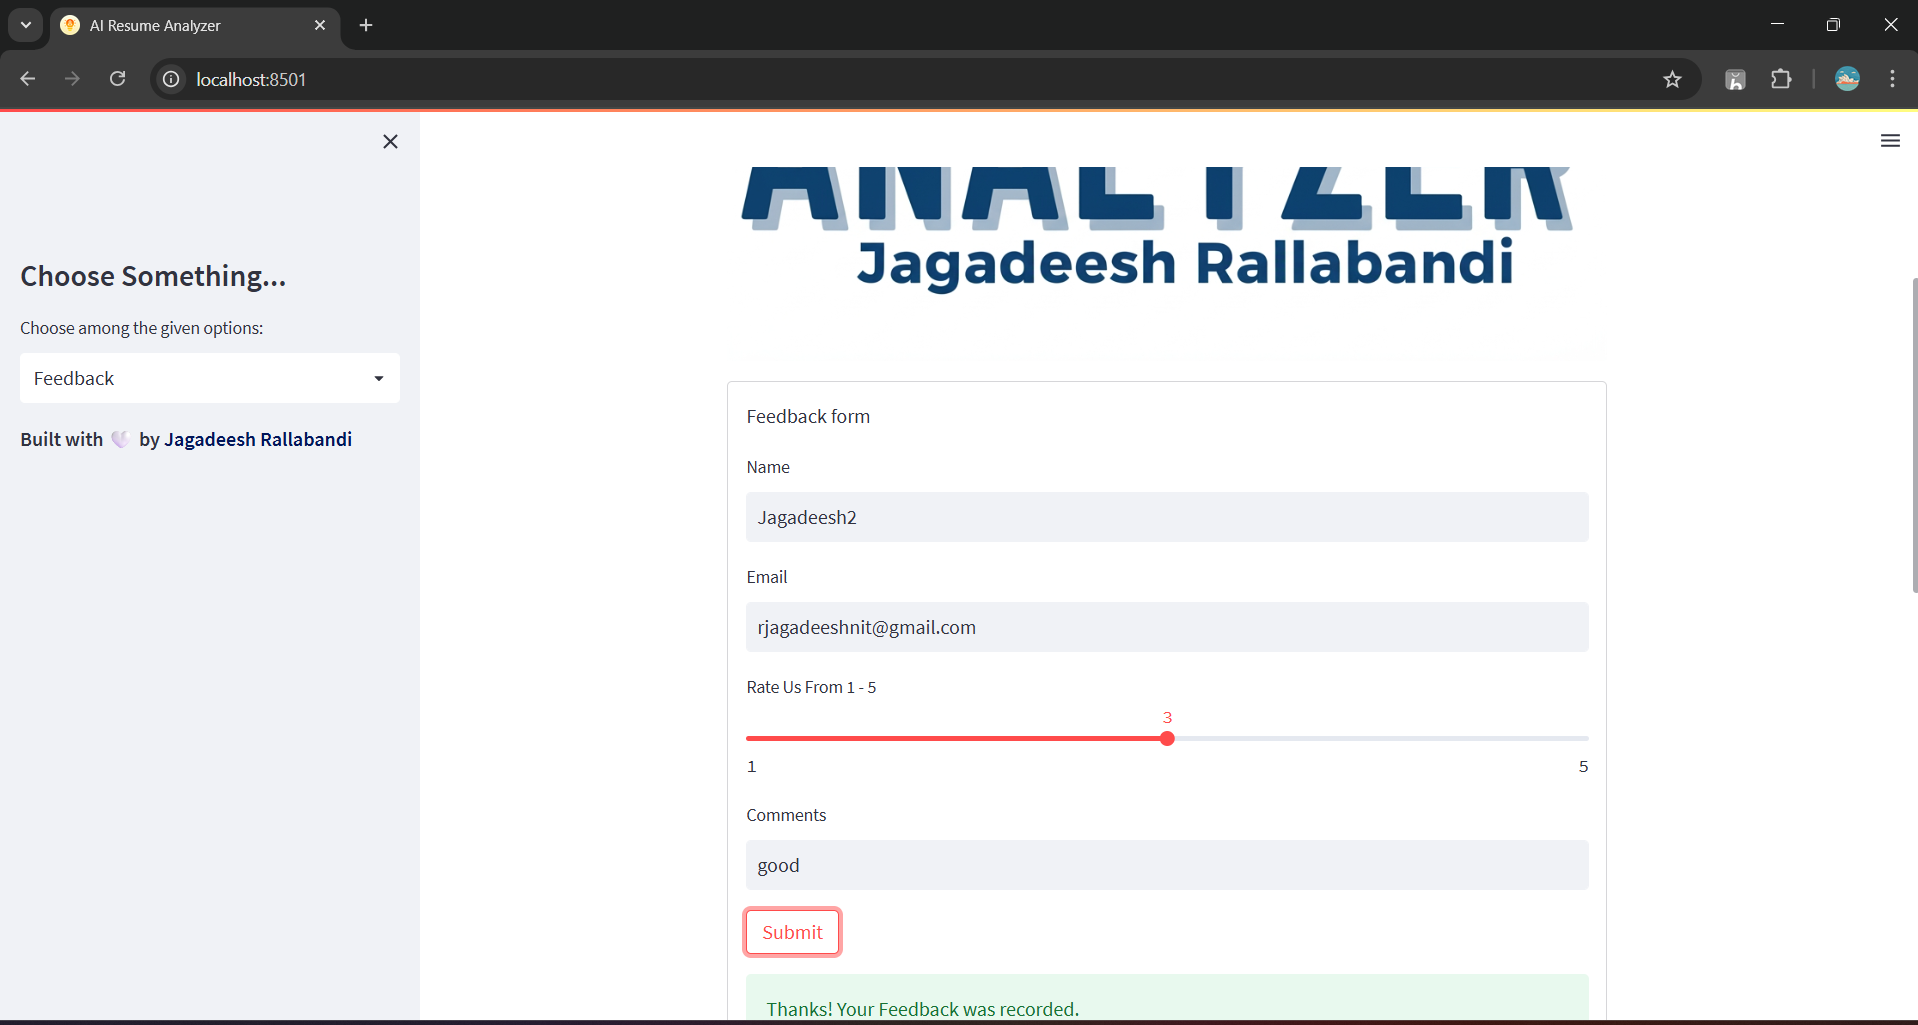 AI Resume Analyzer
localhost:8501
ANALYZER
Jagadeesh Rallabandi
Choose Something...
Choose among the given options:
Feedback
Built with by Jagadeesh Rallabandi
Feedback form
Name
Jagadeesh2
Email
rjagadeeshnit@gmail.com
Rate Us From 1 - 5
3
1 5
Comments
good
Submit
Thanks! Your Feedback was recorded.